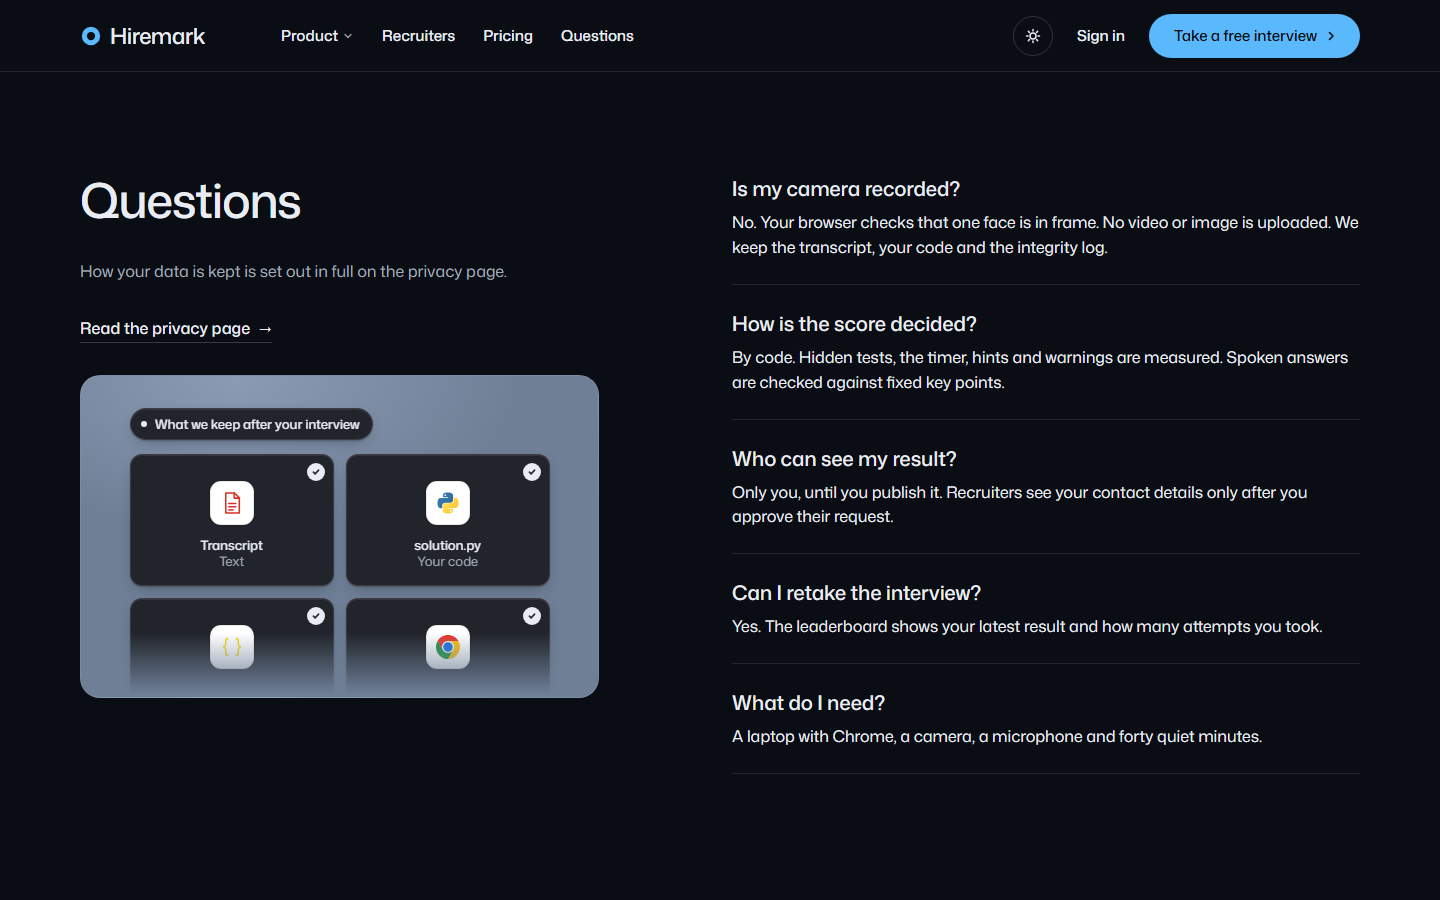 Hiremark
Product
Recruiters
Pricing
Questions
Sign in
Take a free interview
Questions
How your data is kept is set out in full on the privacy page.
Read the privacy page →
What we keep after your interview
Transcript
Text
solution.py
Your code
{ }
Is my camera recorded?
No. Your browser checks that one face is in frame. No video or image is uploaded. We
keep the transcript, your code and the integrity log.
How is the score decided?
By code. Hidden tests, the timer, hints and warnings are measured. Spoken answers
are checked against fixed key points.
Who can see my result?
Only you, until you publish it. Recruiters see your contact details only after you
approve their request.
Can I retake the interview?
Yes. The leaderboard shows your latest result and how many attempts you took.
What do I need?
A laptop with Chrome, a camera, a microphone and forty quiet minutes.